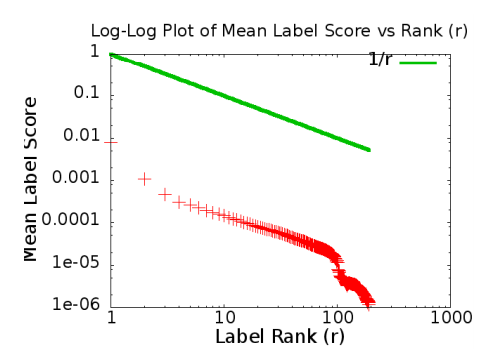 Log-Log Plot of Mean Label Score vs Rank (r)
1/r
1
0.1
0.01
0.001
0.0001
1e-05
1e-06
Mean Label Score
1 10 100 1000
Label Rank (r)